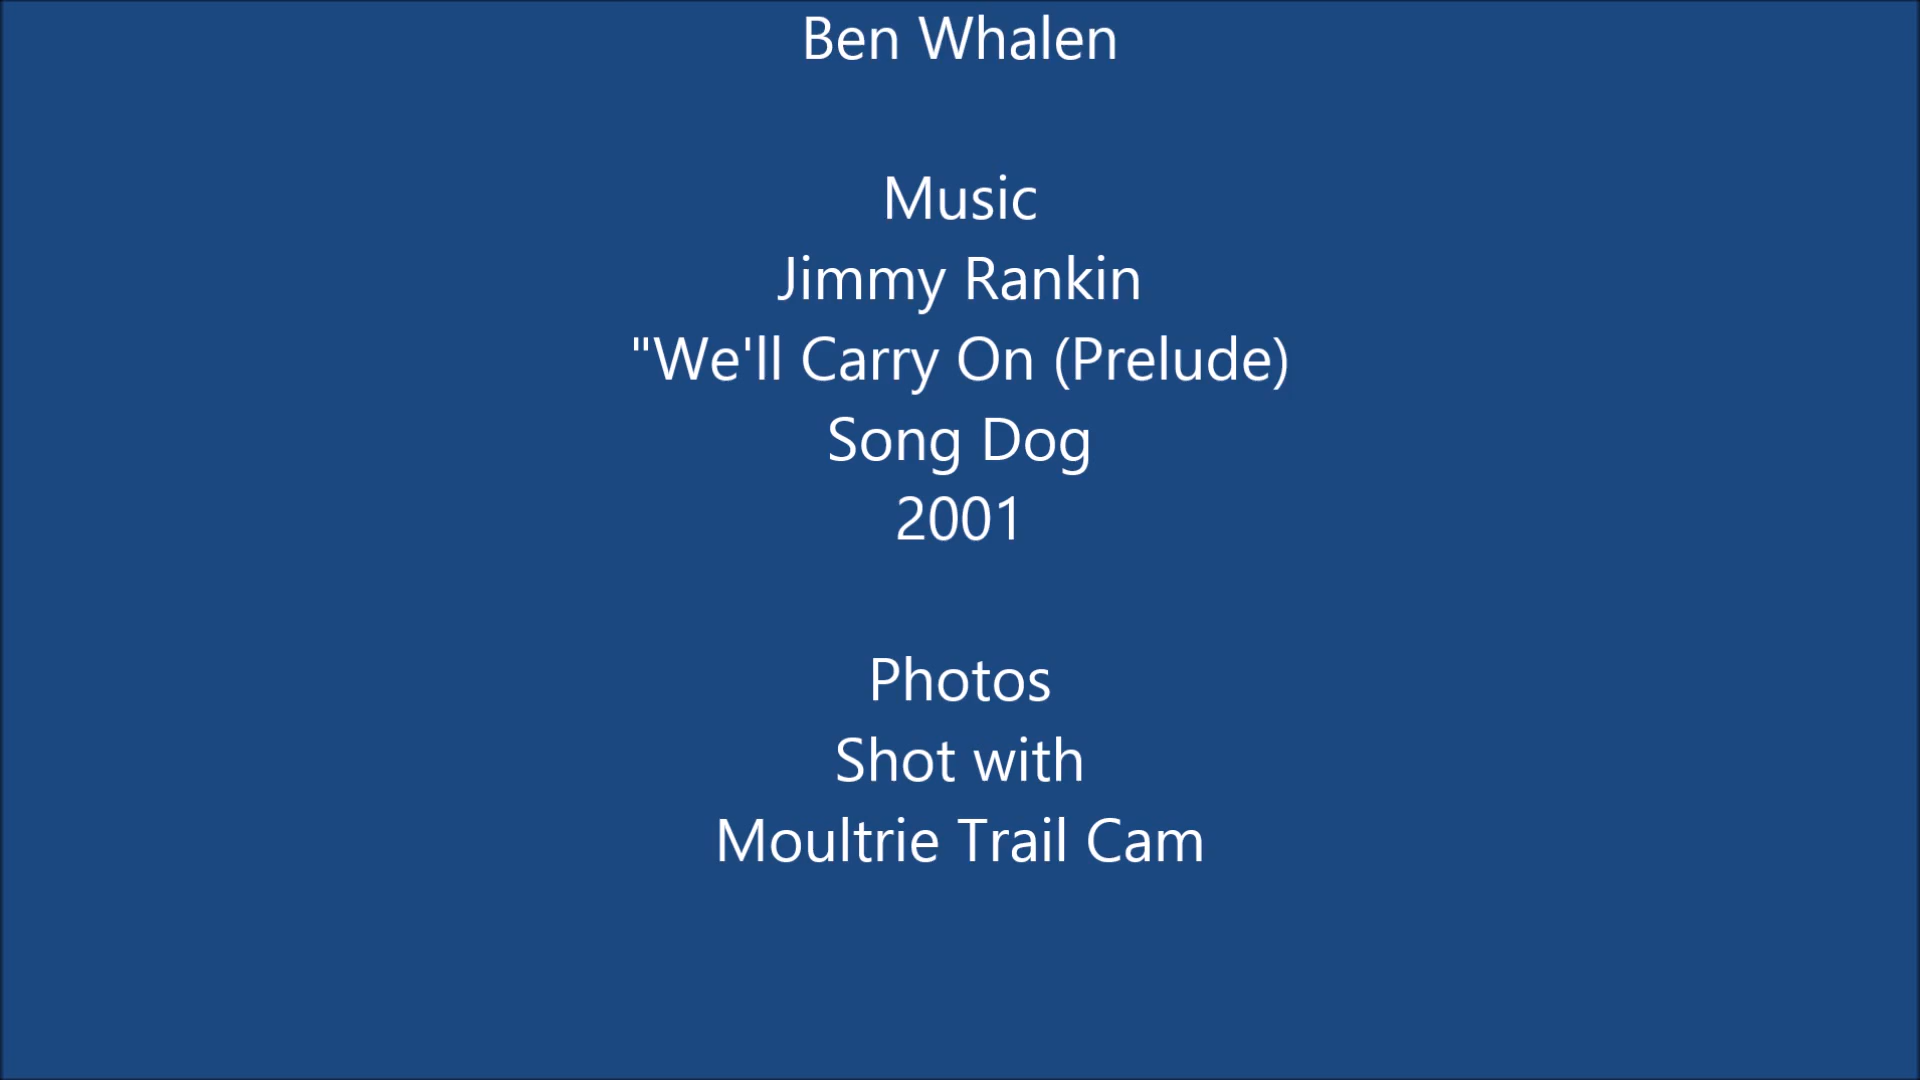 Ben Whalen
Music
Jimmy Rankin
"We'll Carry On (Prelude)
Song Dog
2001
Photos
Shot with
Moultrie Trail Cam